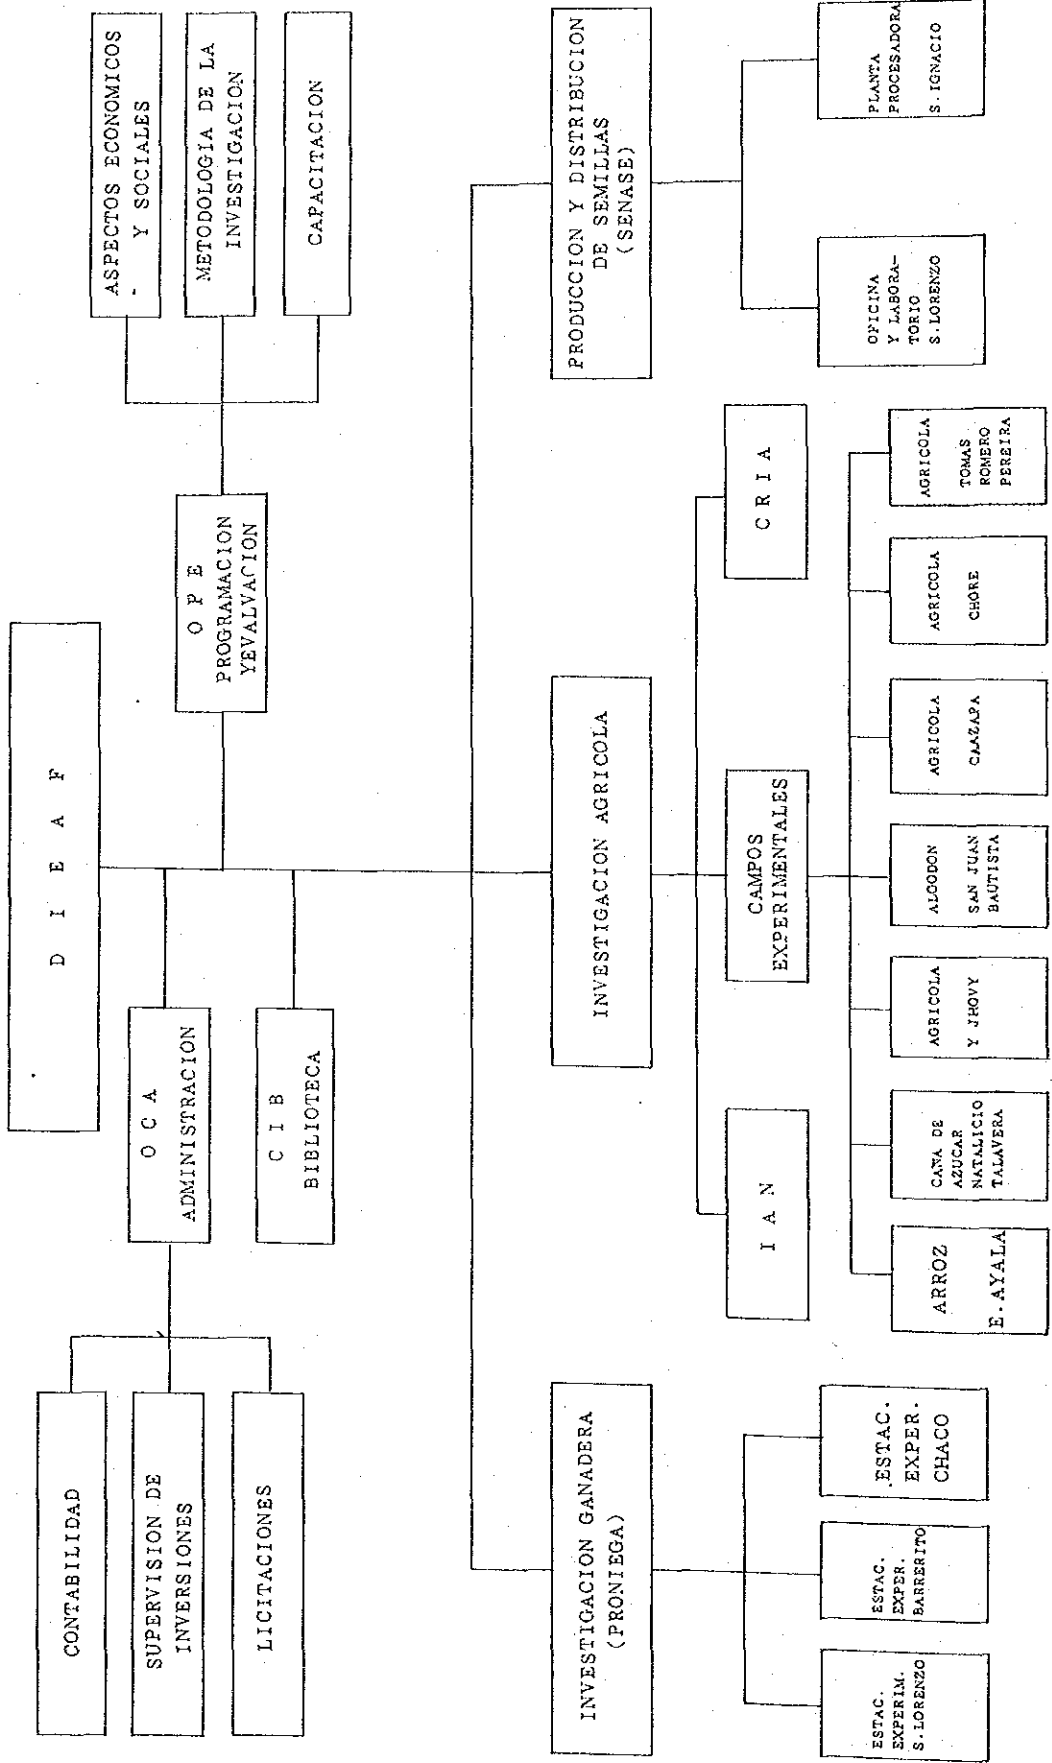 D I E A F
O C A
ADMINISTRACION
C I B
BIBLIOTECA
O P E
PROGRAMACION
YEVALVACION
CONTABILIDAD
SUPERVISION DE
INVERSIONES
LICITACIONES
ASPECTOS ECONOMICOS
- Y SOCIALES
METODOLOGIA DE LA
INVESTIGACION
CAPACITACION
INVESTIGACION GANADERA
(PRONIEGA)
INVESTIGACION AGRICOLA
PRODUCCION Y DISTRIBUCION
DE SEMILLAS
(SENASE)
ESTAC.
EXPERIM.
S.LORENZO
ESTAC.
EXPER.
BARRERITO
.ESTAC.
EXPER.
CHACO
I A N
CAMPOS
EXPERIMENTALES
C R I A
OFICINA
Y LABORA-
TORIO
S.LORENZO
PLANTA
PROCESADORA
S.IGNACIO
ARROZ
E.AYALA
CAÑA DE
AZUCAR
NATALICIO
TALAVERA
AGRICOLA
Y JHOVY
ALGODON
SAN JUAN
BAUTISTA
AGRICOLA
CAAZAPA
AGRICOLA
CHORE
AGRICOLA
TOMAS
ROMERO
PEREIRA